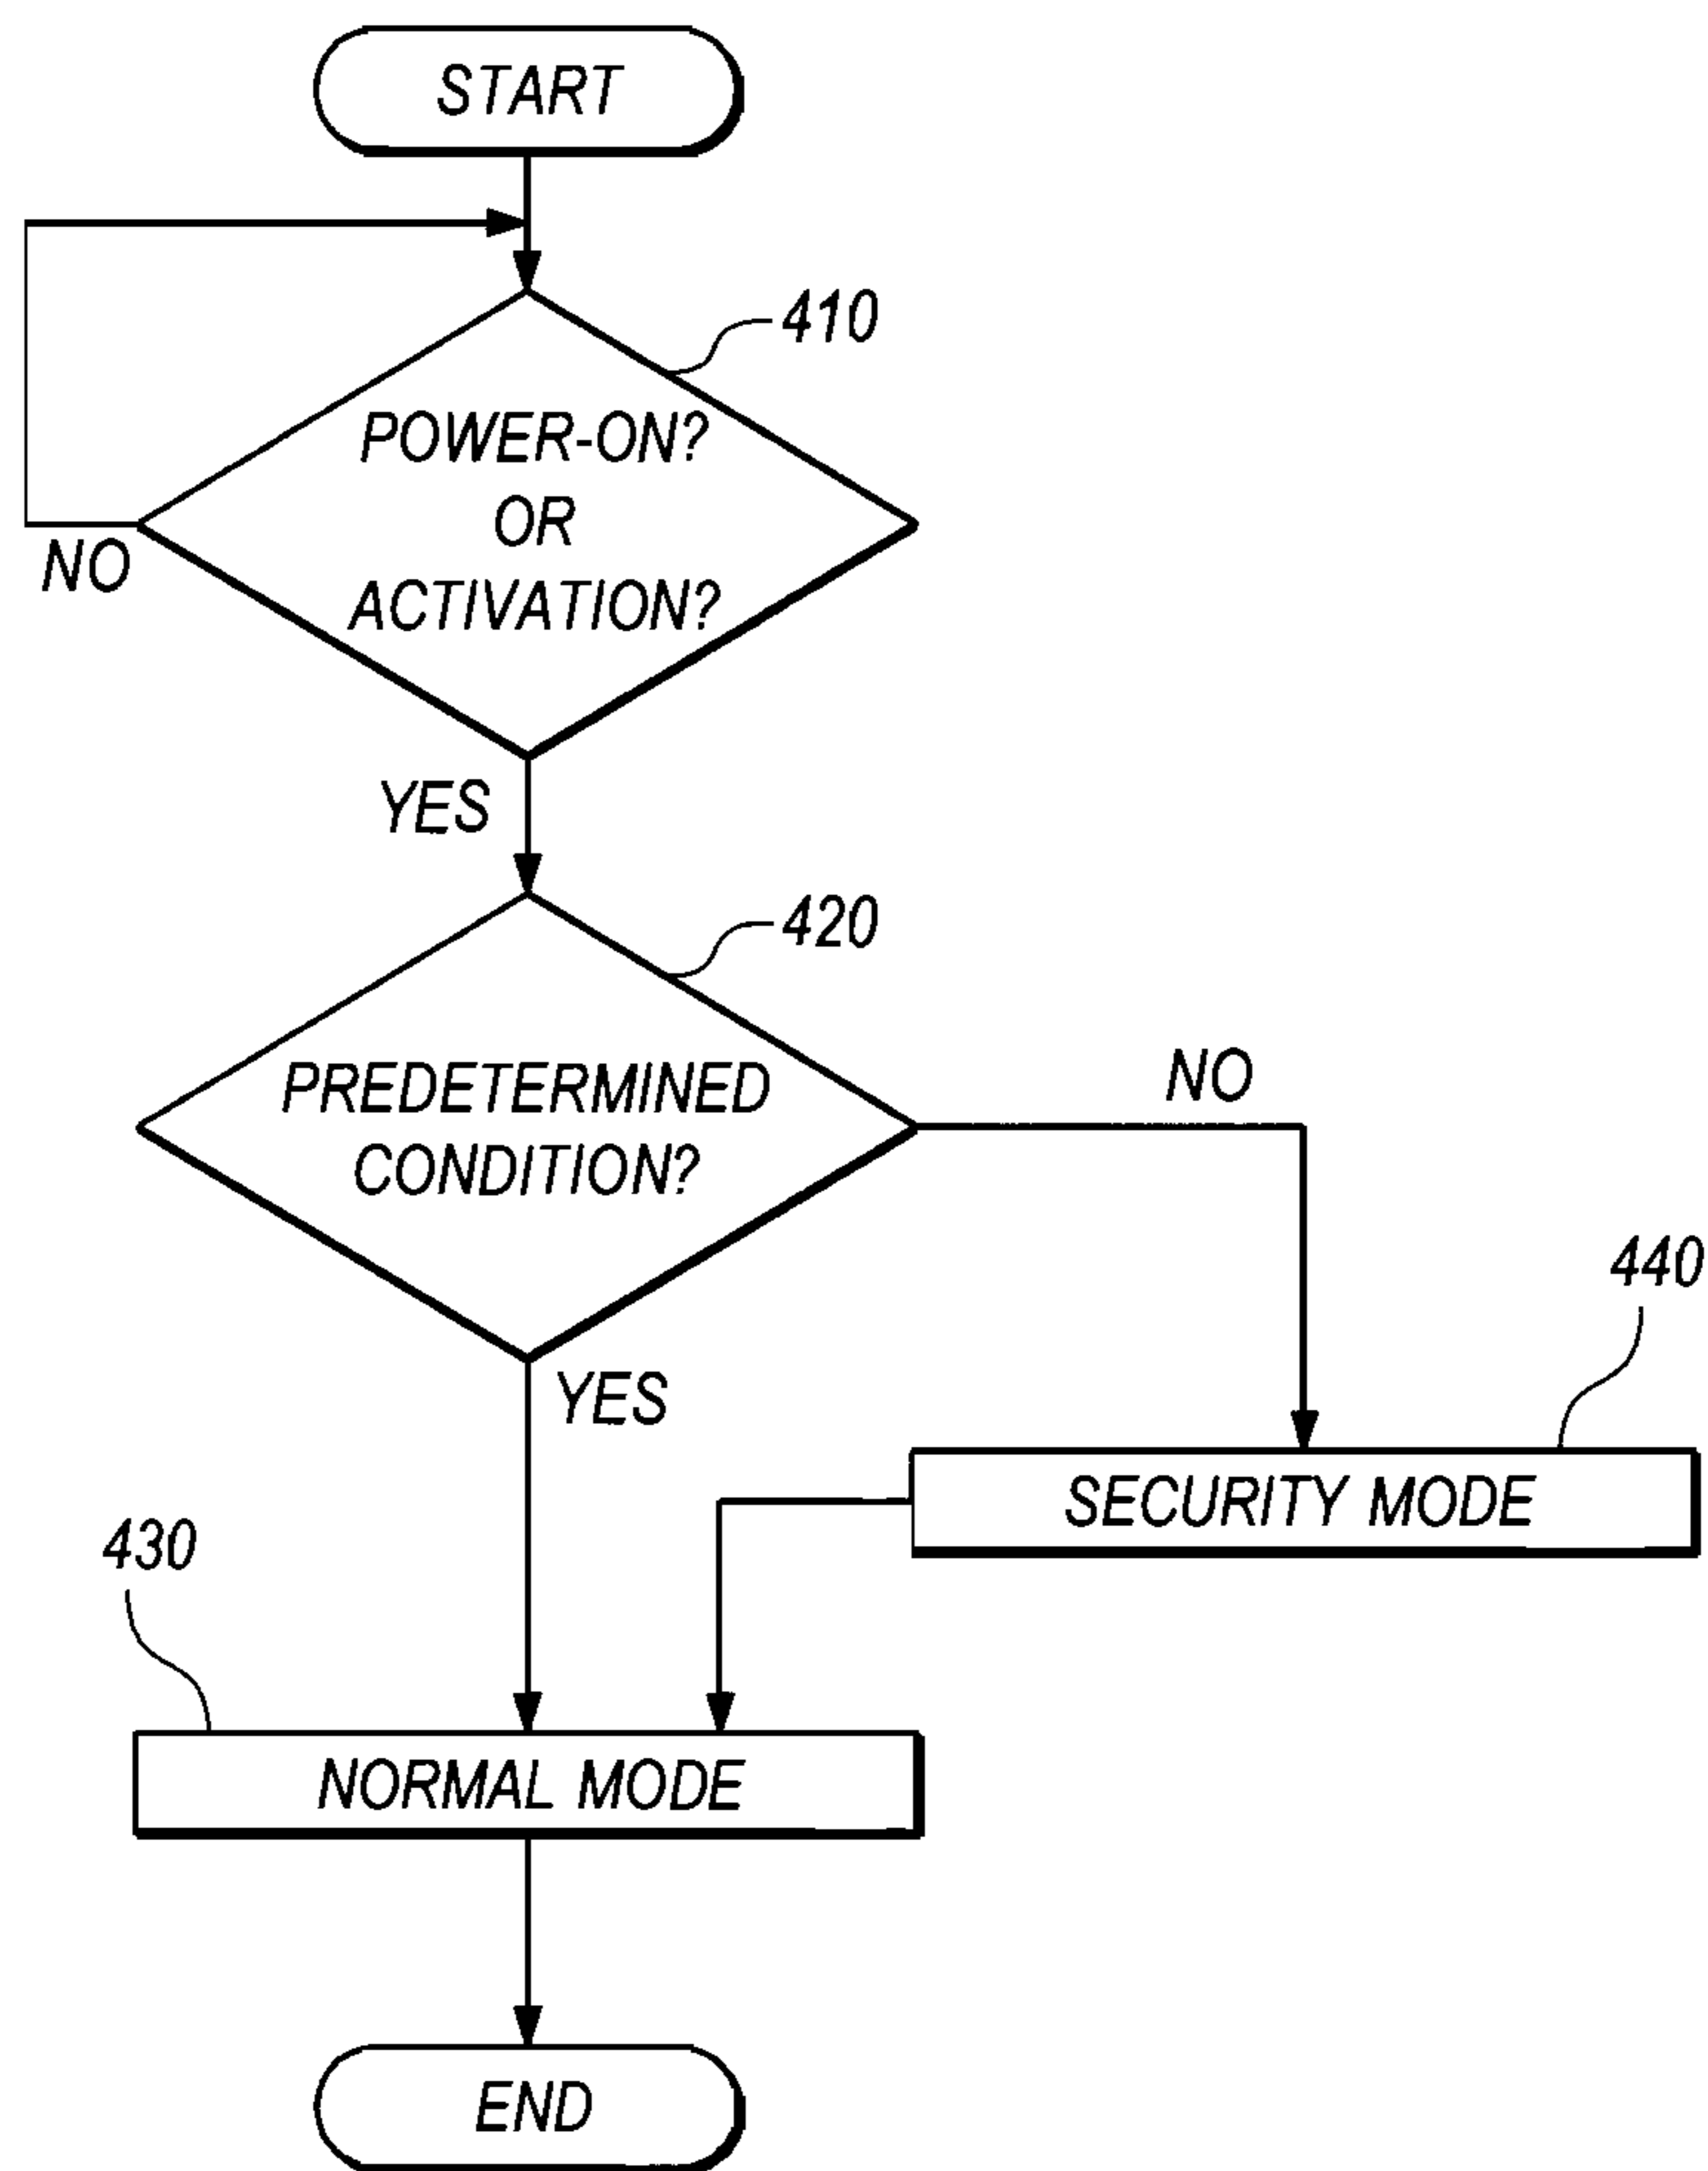 START
410
POWER-ON?
OR
ACTIVATION?
NO
YES
420
PREDETERMINED
CONDITION?
NO
YES
440
SECURITY MODE
430
NORMAL MODE
END